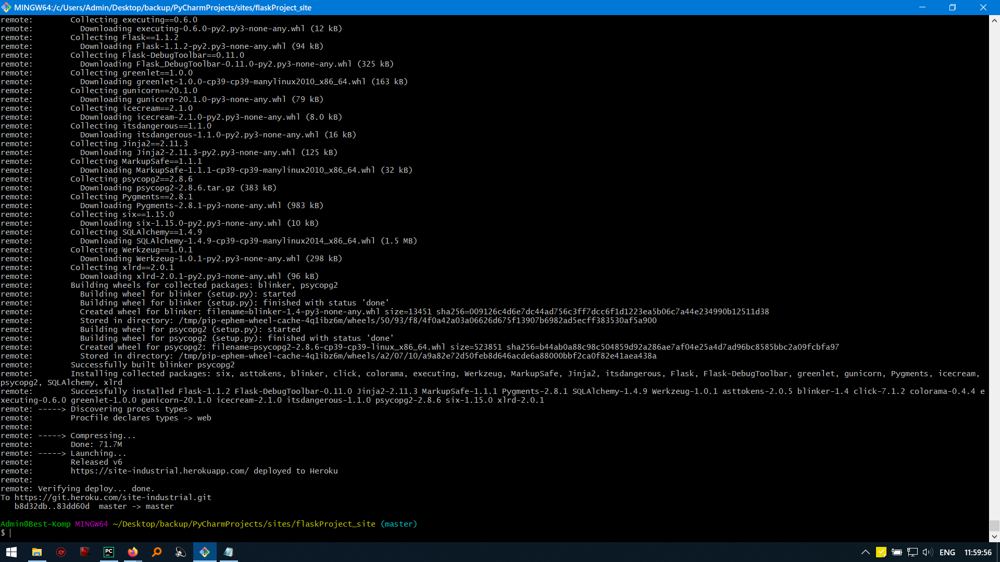 MINGW64:/c/Users/Admin/Desktop/backup/PyCharmProjects/sites/flaskProject_site
remote:        Collecting executing==0.6.0
remote:          Downloading executing-0.6.0-py2.py3-none-any.whl (12 kB)
remote:        Collecting Flask==1.1.2
remote:          Downloading Flask-1.1.2-py2.py3-none-any.whl (94 kB)
remote:        Collecting Flask-DebugToolbar==0.11.0
remote:          Downloading Flask_DebugToolbar-0.11.0-py2.py3-none-any.whl (325 kB)
remote:        Collecting greenlet==1.0.0
remote:          Downloading greenlet-1.0.0-cp39-cp39-manylinux2010_x86_64.whl (163 kB)
remote:        Collecting gunicorn==20.1.0
remote:          Downloading gunicorn-20.1.0-py3-none-any.whl (79 kB)
remote:        Collecting icecream==2.1.0
remote:          Downloading icecream-2.1.0-py2.py3-none-any.whl (8.0 kB)
remote:        Collecting itsdangerous==1.1.0
remote:          Downloading itsdangerous-1.1.0-py2.py3-none-any.whl (16 kB)
remote:        Collecting Jinja2==2.11.3
remote:          Downloading Jinja2-2.11.3-py2.py3-none-any.whl (125 kB)
remote:        Collecting MarkupSafe==1.1.1
remote:          Downloading MarkupSafe-1.1.1-cp39-cp39-manylinux2010_x86_64.whl (32 kB)
remote:        Collecting psycopg2==2.8.6
remote:          Downloading psycopg2-2.8.6.tar.gz (383 kB)
remote:        Collecting Pygments==2.8.1
remote:          Downloading Pygments-2.8.1-py3-none-any.whl (983 kB)
remote:        Collecting six==1.15.0
remote:          Downloading six-1.15.0-py2.py3-none-any.whl (10 kB)
remote:        Collecting SQLAlchemy==1.4.9
remote:          Downloading SQLAlchemy-1.4.9-cp39-cp39-manylinux2014_x86_64.whl (1.5 MB)
remote:        Collecting Werkzeug==1.0.1
remote:          Downloading Werkzeug-1.0.1-py2.py3-none-any.whl (298 kB)
remote:        Collecting xlrd==2.0.1
remote:          Downloading xlrd-2.0.1-py2.py3-none-any.whl (96 kB)
remote:        Building wheels for collected packages: blinker, psycopg2
remote:          Building wheel for blinker (setup.py): started
remote:          Building wheel for blinker (setup.py): finished with status 'done'
remote:          Created wheel for blinker: filename=blinker-1.4-py3-none-any.whl size=13451 sha256=009126c4d6e7dc44ad756c3ff7dcc6f1d1223ea5b06c7a44e234990b12511d38
remote:          Stored in directory: /tmp/pip-ephem-wheel-cache-4q1ibz6m/wheels/50/93/f8/4f0a42a03a06626d675f13907b6982ad5ecff383530af5a900
remote:          Building wheel for psycopg2 (setup.py): started
remote:          Building wheel for psycopg2 (setup.py): finished with status 'done'
remote:          Created wheel for psycopg2: filename=psycopg2-2.8.6-cp39-cp39-linux_x86_64.whl size=523851 sha256=b44ab0a88c98c504859d92a286ae7af04e25a4d7ad96bc8585bbc2a09fcbfa97
remote:          Stored in directory: /tmp/pip-ephem-wheel-cache-4q1ibz6m/wheels/a2/07/10/a9a82e72d50feb8d646acde6a88000bbf2ca0f82e41aea438a
remote:        Successfully built blinker psycopg2
remote:        Installing collected packages: six, asttokens, blinker, click, colorama, executing, Werkzeug, MarkupSafe, Jinja2, itsdangerous, Flask, Flask-DebugToolbar, greenlet, gunicorn, Pygments, icecream,
psycopg2, SQLAlchemy, xlrd
remote:        Successfully installed Flask-1.1.2 Flask-DebugToolbar-0.11.0 Jinja2-2.11.3 MarkupSafe-1.1.1 Pygments-2.8.1 SQLAlchemy-1.4.9 Werkzeug-1.0.1 asttokens-2.0.5 blinker-1.4 click-7.1.2 colorama-0.4.4 e
xecuting-0.6.0 greenlet-1.0.0 gunicorn-20.1.0 icecream-2.1.0 itsdangerous-1.1.0 psycopg2-2.8.6 six-1.15.0 xlrd-2.0.1
remote: -----> Discovering process types
remote:        Procfile declares types -> web
remote:
remote: -----> Compressing...
remote:        Done: 71.7M
remote: -----> Launching...
remote:        Released v6
remote:        https://site-industrial.herokuapp.com/ deployed to Heroku
remote:
remote: Verifying deploy... done.
To https://git.heroku.com/site-industrial.git
   b8d32db..83dd60d  master -> master
Admin@Best-Komp MINGW64 ~/Desktop/backup/PyCharmProjects/sites/flaskProject_site (master)
$
PC
ENG
11:59:56